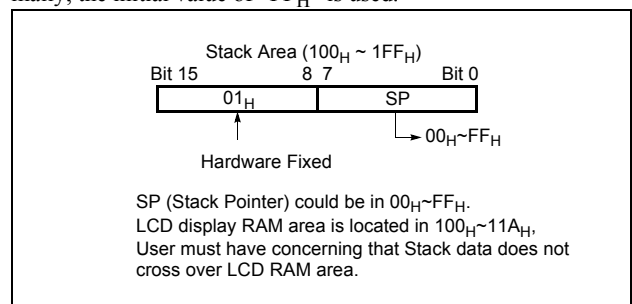 Stack Area (100H ~ 1FFH)
Bit 15 8 7 Bit 0
01H SP
00H~FFH
Hardware Fixed
SP (Stack Pointer) could be in 00H~FFH.
LCD display RAM area is located in 100H~11AH,
User must have concerning that Stack data does not
cross over LCD RAM area.